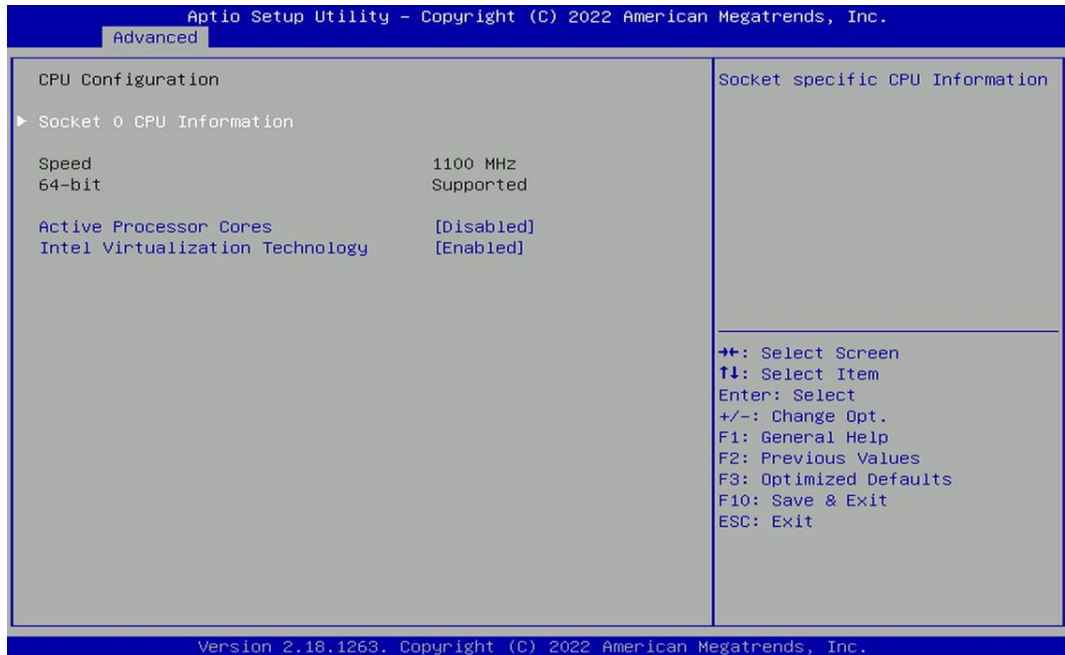 Aptio Setup Utility – Copyright (C) 2022 American Megatrends, Inc.
Advanced
CPU Configuration
Socket 0 CPU Information
Speed 1100 MHz
64-bit Supported
Active Processor Cores [Disabled]
Intel Virtualization Technology [Enabled]
Socket specific CPU Information
→←: Select Screen
↑↓: Select Item
Enter: Select
+/-: Change Opt.
F1: General Help
F2: Previous Values
F3: Optimized Defaults
F10: Save & Exit
ESC: Exit
Version 2.18.1263. Copyright (C) 2022 American Megatrends, Inc.